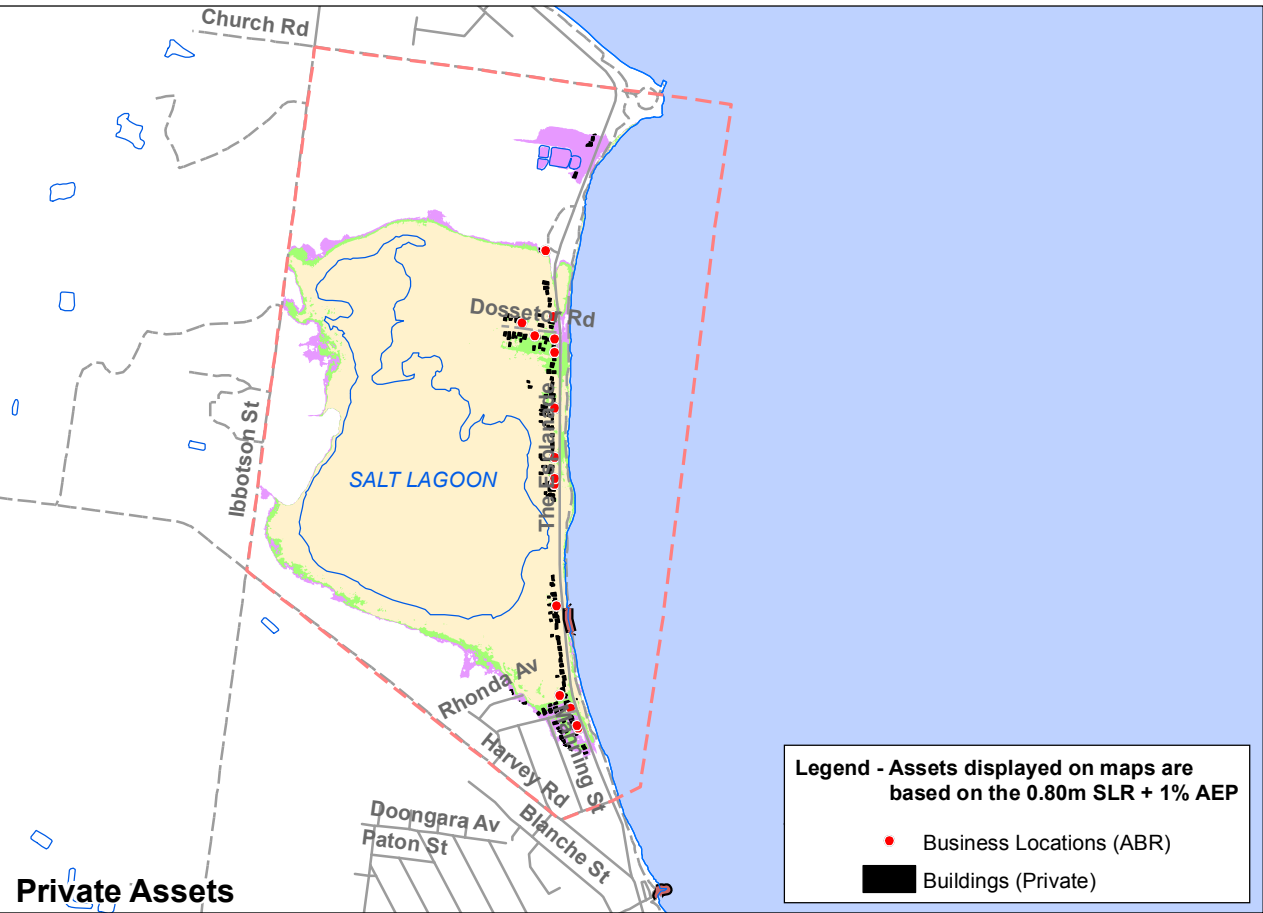 Church Rd
Dossetor Rd
The Esplanade
Ibbotson St
SALT LAGOON
Rhonda Av
Manning St
Harvey Rd
Doongara Av
Paton St
Blanche St
Private Assets
Legend - Assets displayed on maps are
based on the 0.80m SLR + 1% AEP
Business Locations (ABR)
Buildings (Private)